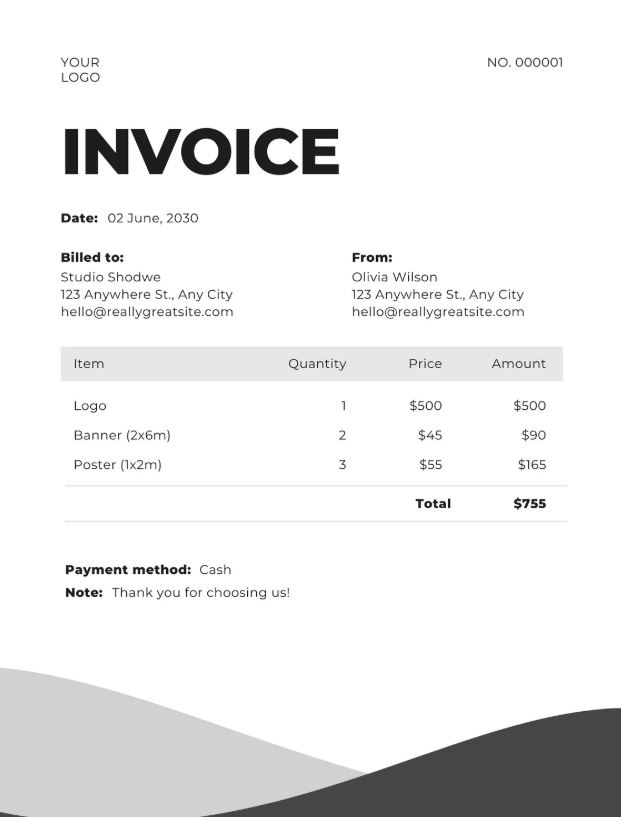 YOUR
LOGO
NO. 000001
INVOICE
Date: 02 June, 2030
Billed to:
Studio Shodwe
123 Anywhere St., Any City
hello@reallygreatsite.com
From:
Olivia Wilson
123 Anywhere St., Any City
hello@reallygreatsite.com
Item Quantity Price Amount
Logo 1 $500 $500
Banner (2x6m) 2 $45 $90
Poster (1x2m) 3 $55 $165
Total $755
Payment method: Cash
Note: Thank you for choosing us!